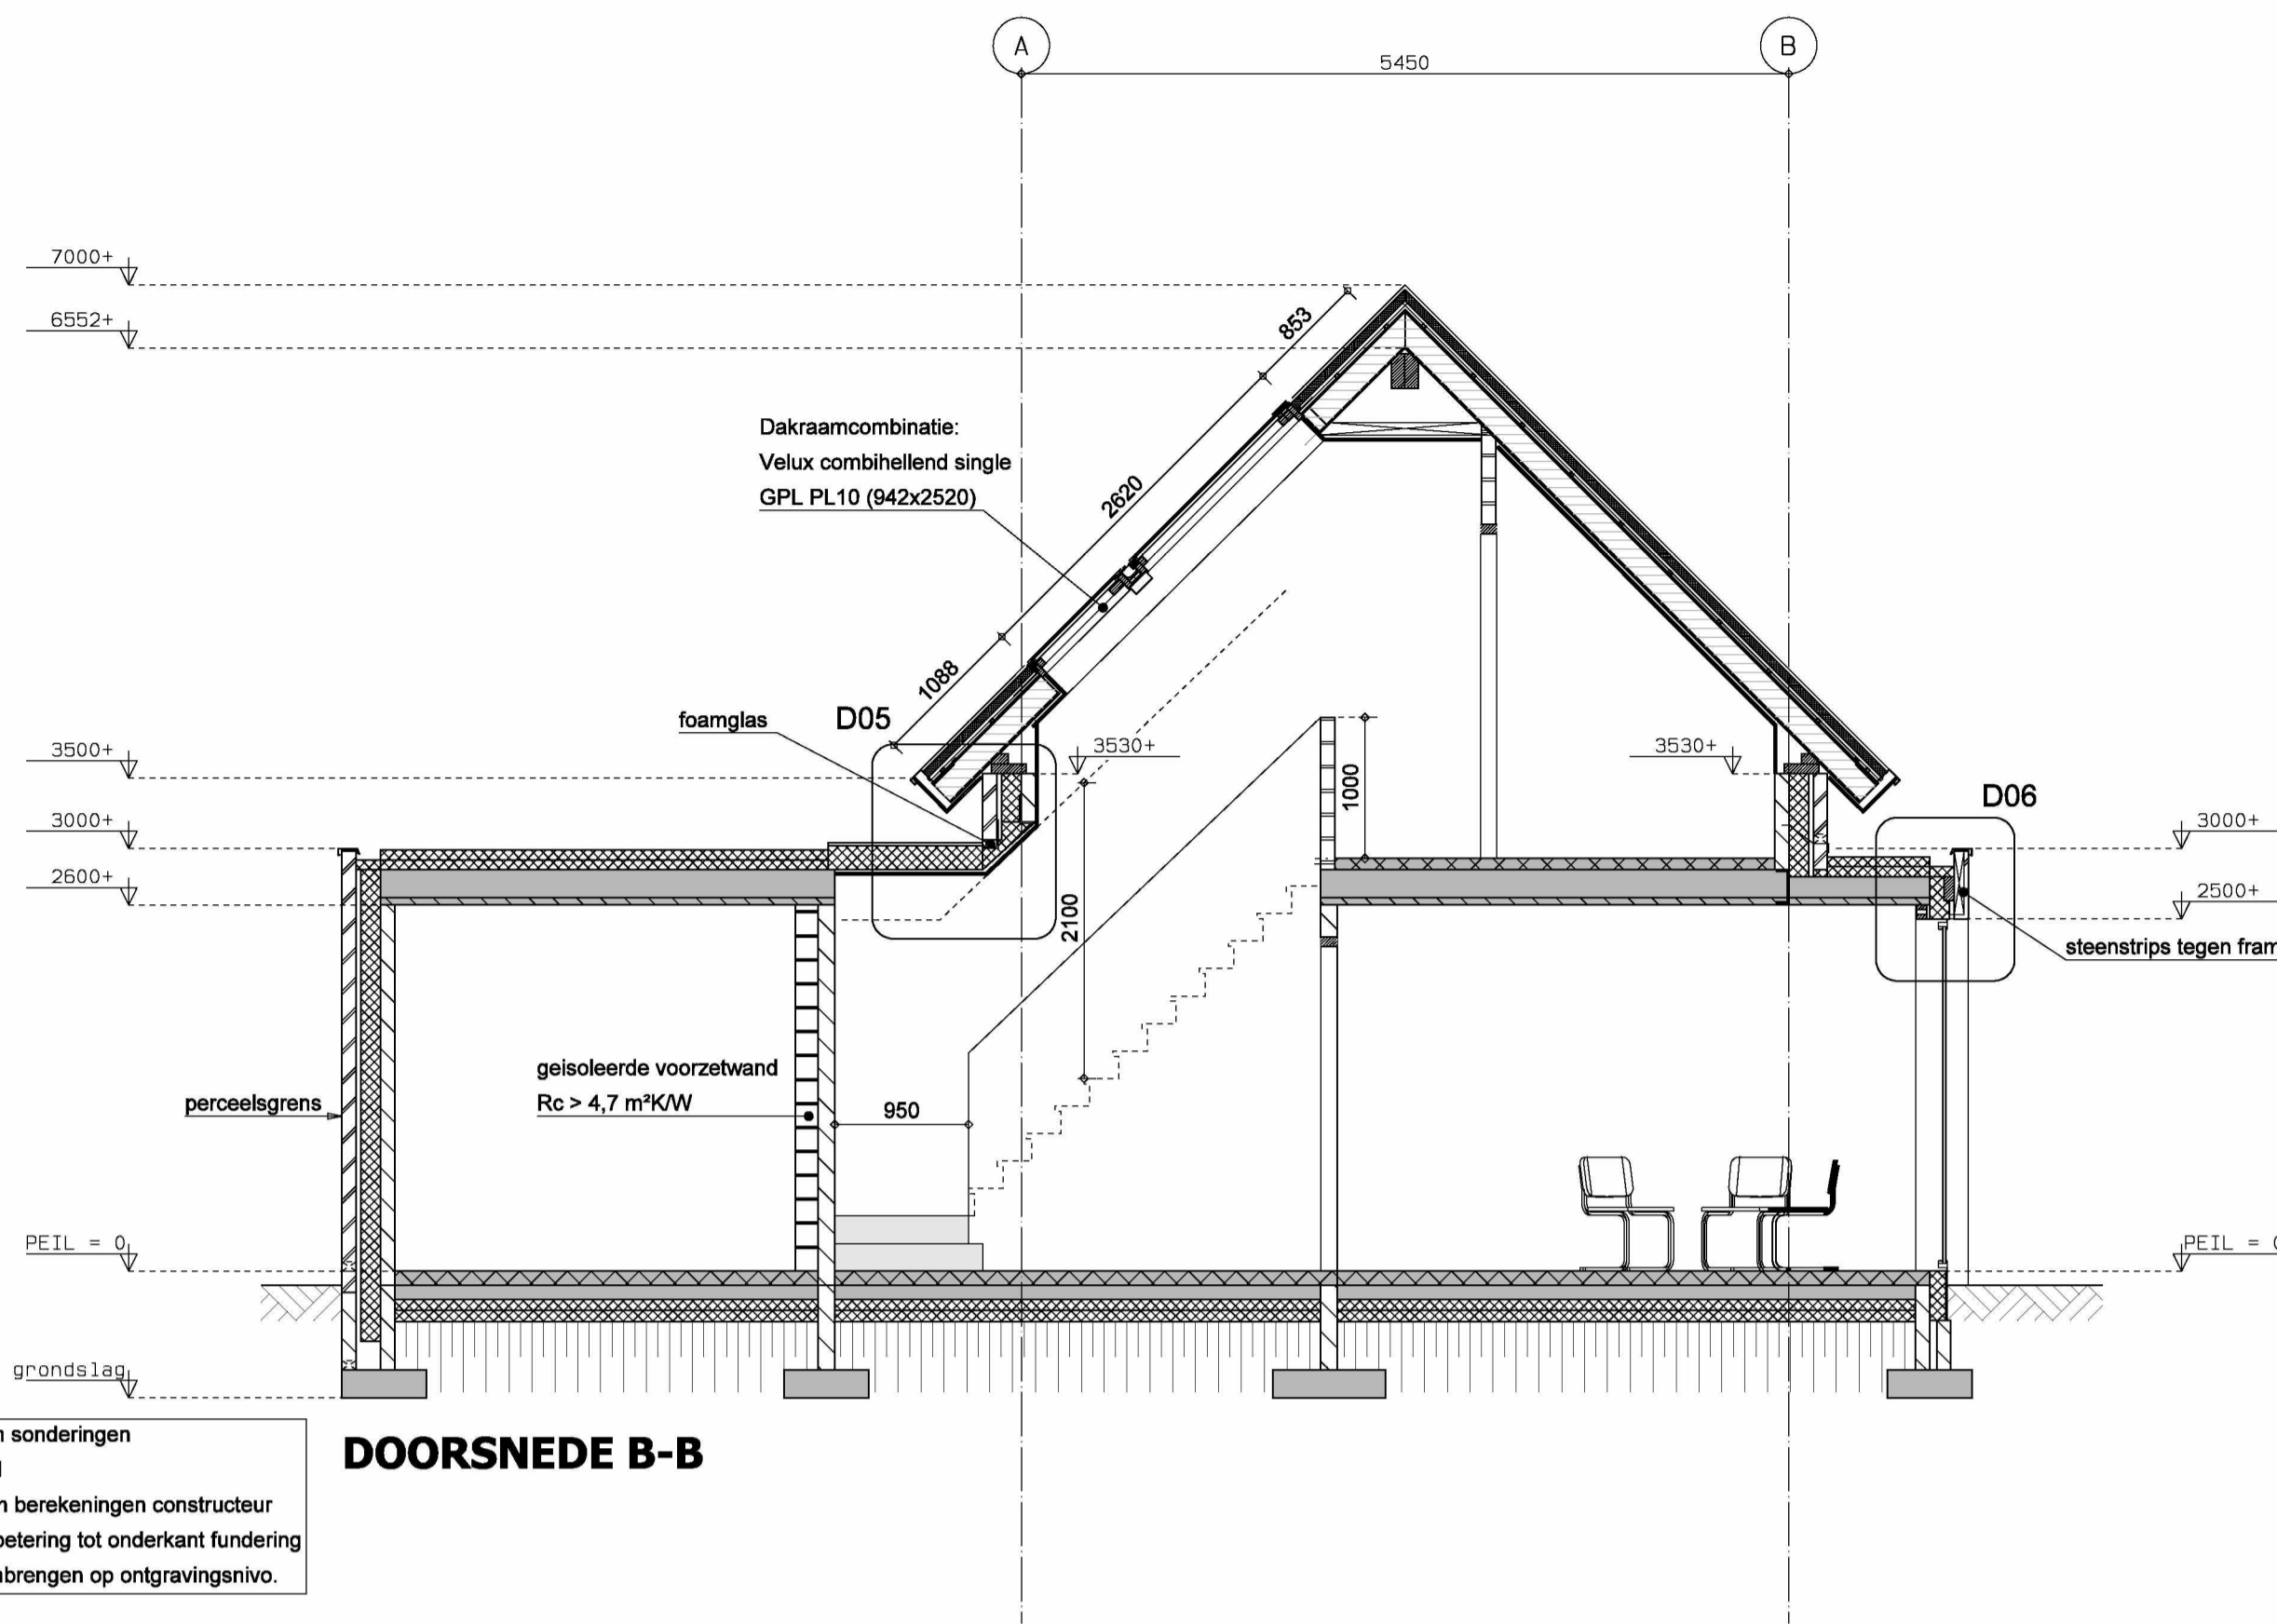 A
B
5450
7000+
6552+
853
Dakraamcombinatie:
Velux combihellend single
GPL PL10 (942x2520)
2620
1088
foamglas
D05
3530+
3530+
3500+
1000
D06
3000+
3000+
2600+
2500+
2100
steenstrips tegen fram
geisoleerde voorzetwand
Rc > 4,7 m²K/W
950
perceelsgrens
PEIL = 0
PEIL =
grondslag
sonderingen
DOORSNEDE B-B
berekeningen constructeur
betering tot onderkant fundering
brengen op ontgravingsnivo.